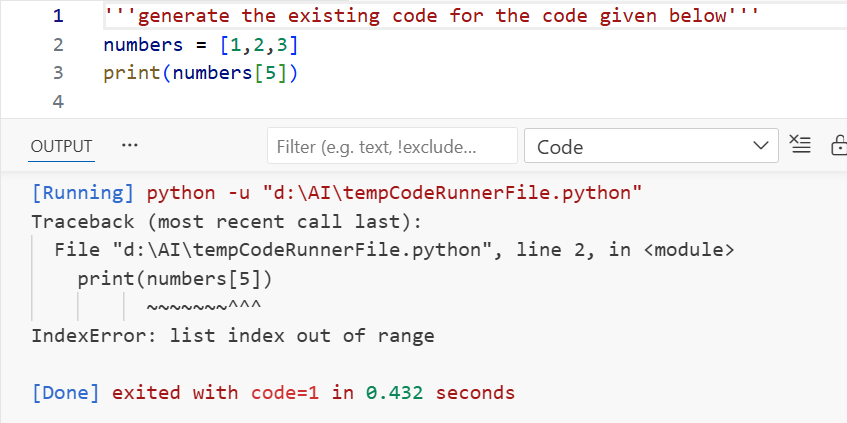 1 '''generate the existing code for the code given below'''
2 numbers = [1,2,3]
3 print(numbers[5])
4
OUTPUT ··· Filter (e.g. text, !exclude... Code
[Running] python -u "d:\AI\tempCodeRunnerFile.python"
Traceback (most recent call last):
  File "d:\AI\tempCodeRunnerFile.python", line 2, in <module>
    print(numbers[5])
          ~~~~~~~^^^
IndexError: list index out of range
[Done] exited with code=1 in 0.432 seconds